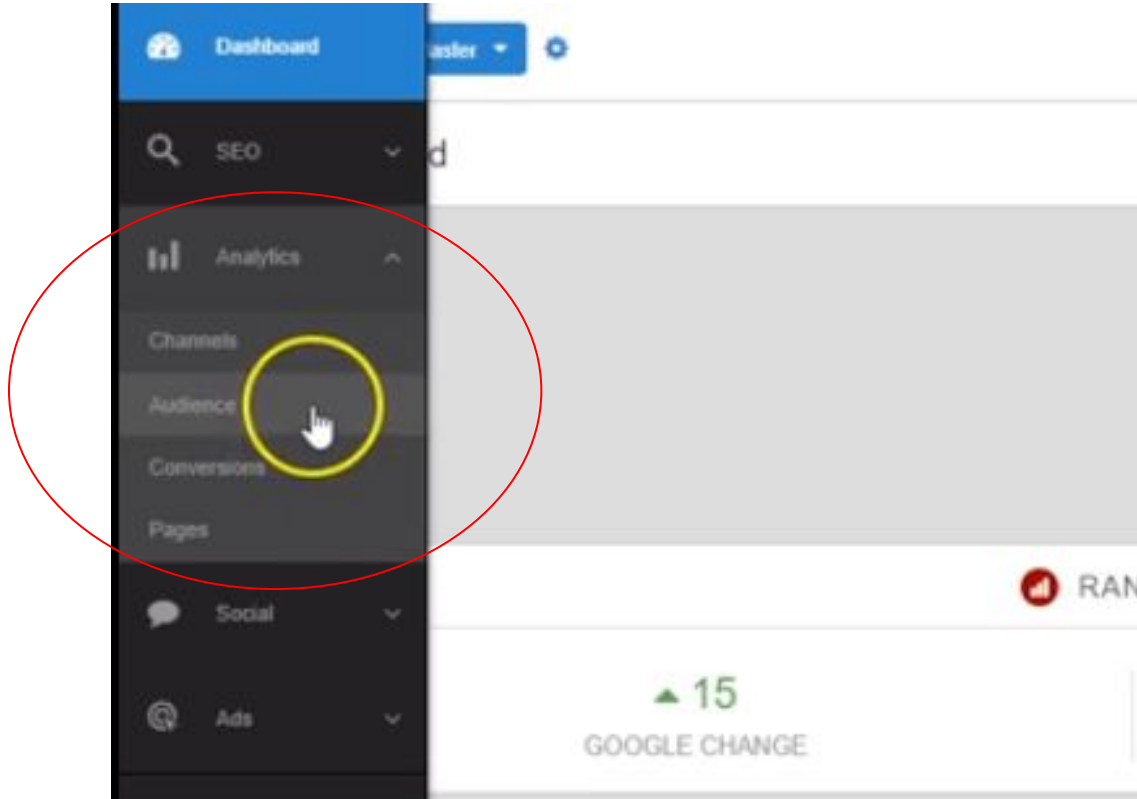 Dashboard
aster
SEO
d
Analytics
Channels
Audience
Conversions
Pages
RAN
Social
15
Ads
GOOGLE CHANGE